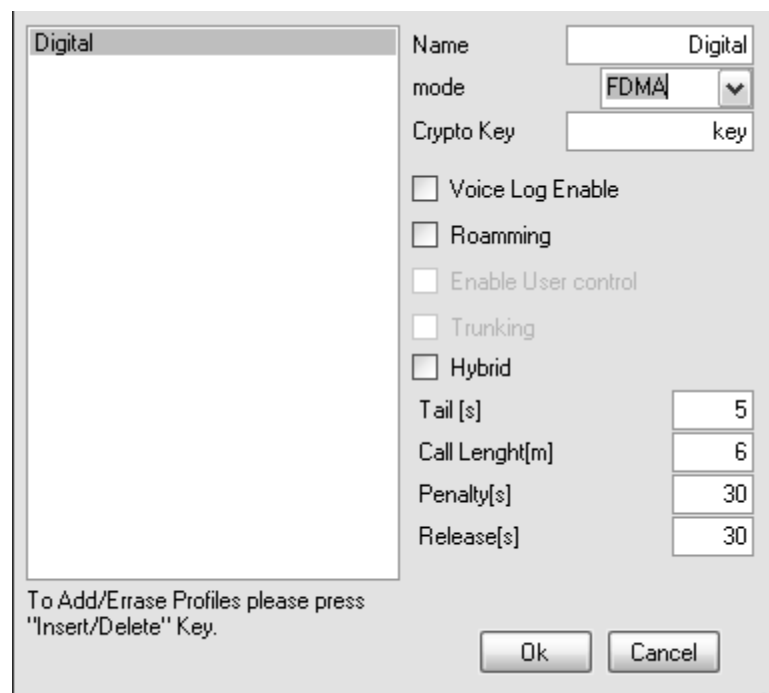 Digital
Name Digital
mode FDMA
Crypto Key key
Voice Log Enable
Roamming
Enable User control
Trunking
Hybrid
Tail [s] 5
Call Lenght[m] 6
Penalty[s] 30
Release[s] 30
To Add/Errase Profiles please press
"Insert/Delete" Key.
Ok Cancel